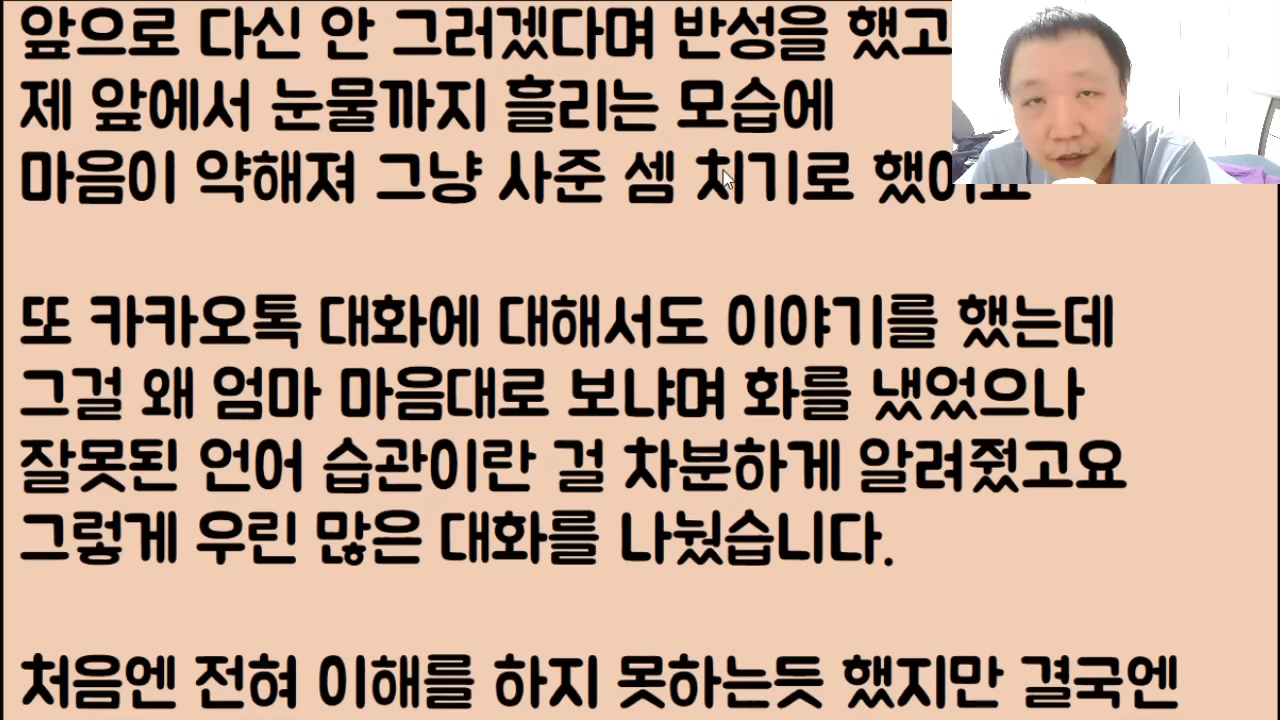 앞으로 다신 안 그러겠다며 반성을 했고
제 앞에서 눈물까지 흘리는 모습에
마음이 약해져 그냥 사준 셈 치기로 했어요
또 카카오톡 대화에 대해서도 이야기를 했는데
그걸 왜 엄마 마음대로 보냐며 화를 냈었으나
잘못된 언어 습관이란 걸 차분하게 알려줬고요
그렇게 우린 많은 대화를 나눴습니다.
처음엔 전혀 이해를 하지 못하는듯 했지만 결국엔